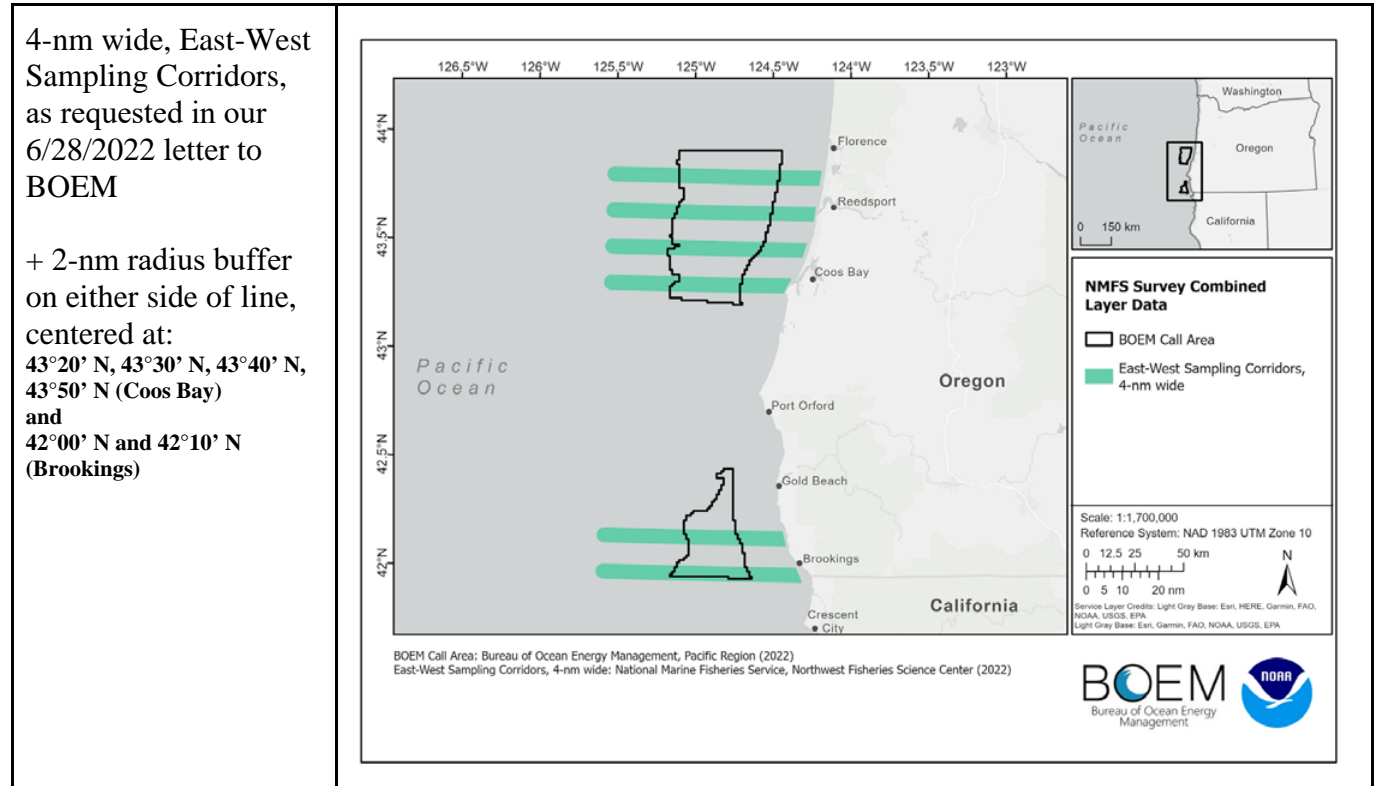 4-nm wide, East-West
Sampling Corridors,
as requested in our
6/28/2022 letter to
BOEM
+ 2-nm radius buffer
on either side of line,
centered at:
43°20’ N, 43°30’ N, 43°40’ N,
43°50’ N (Coos Bay)
and
42°00’ N and 42°10’ N
(Brookings)
126.5°W 126°W 125.5°W 125°W 124.5°W 124°W 123.5°W 123°W
44°N
43.5°N
43°N
42.5°N
42°N
Florence
Reedsport
Coos Bay
Pacific
Ocean
Oregon
Port Orford
Gold Beach
Brookings
California
Crescent
City
Washington
Pacific
Ocean
Oregon
California
0 150 km
NMFS Survey Combined
Layer Data
BOEM Call Area
East-West Sampling Corridors,
4-nm wide
Scale: 1:1,700,000
Reference System: NAD 1983 UTM Zone 10
0 12.5 25 50 km
N
0 5 10 20 nm
Service Layer Credits: Light Gray Base: Esri, HERE, Garmin, FAO,
NOAA, USGS, EPA
Light Gray Base: Esri, Garmin, FAO, NOAA, USGS, EPA
BOEM Call Area: Bureau of Ocean Energy Management, Pacific Region (2022)
East-West Sampling Corridors, 4-nm wide: National Marine Fisheries Service, Northwest Fisheries Science Center (2022)
BOEM
Bureau of Ocean Energy
Management
NOAA